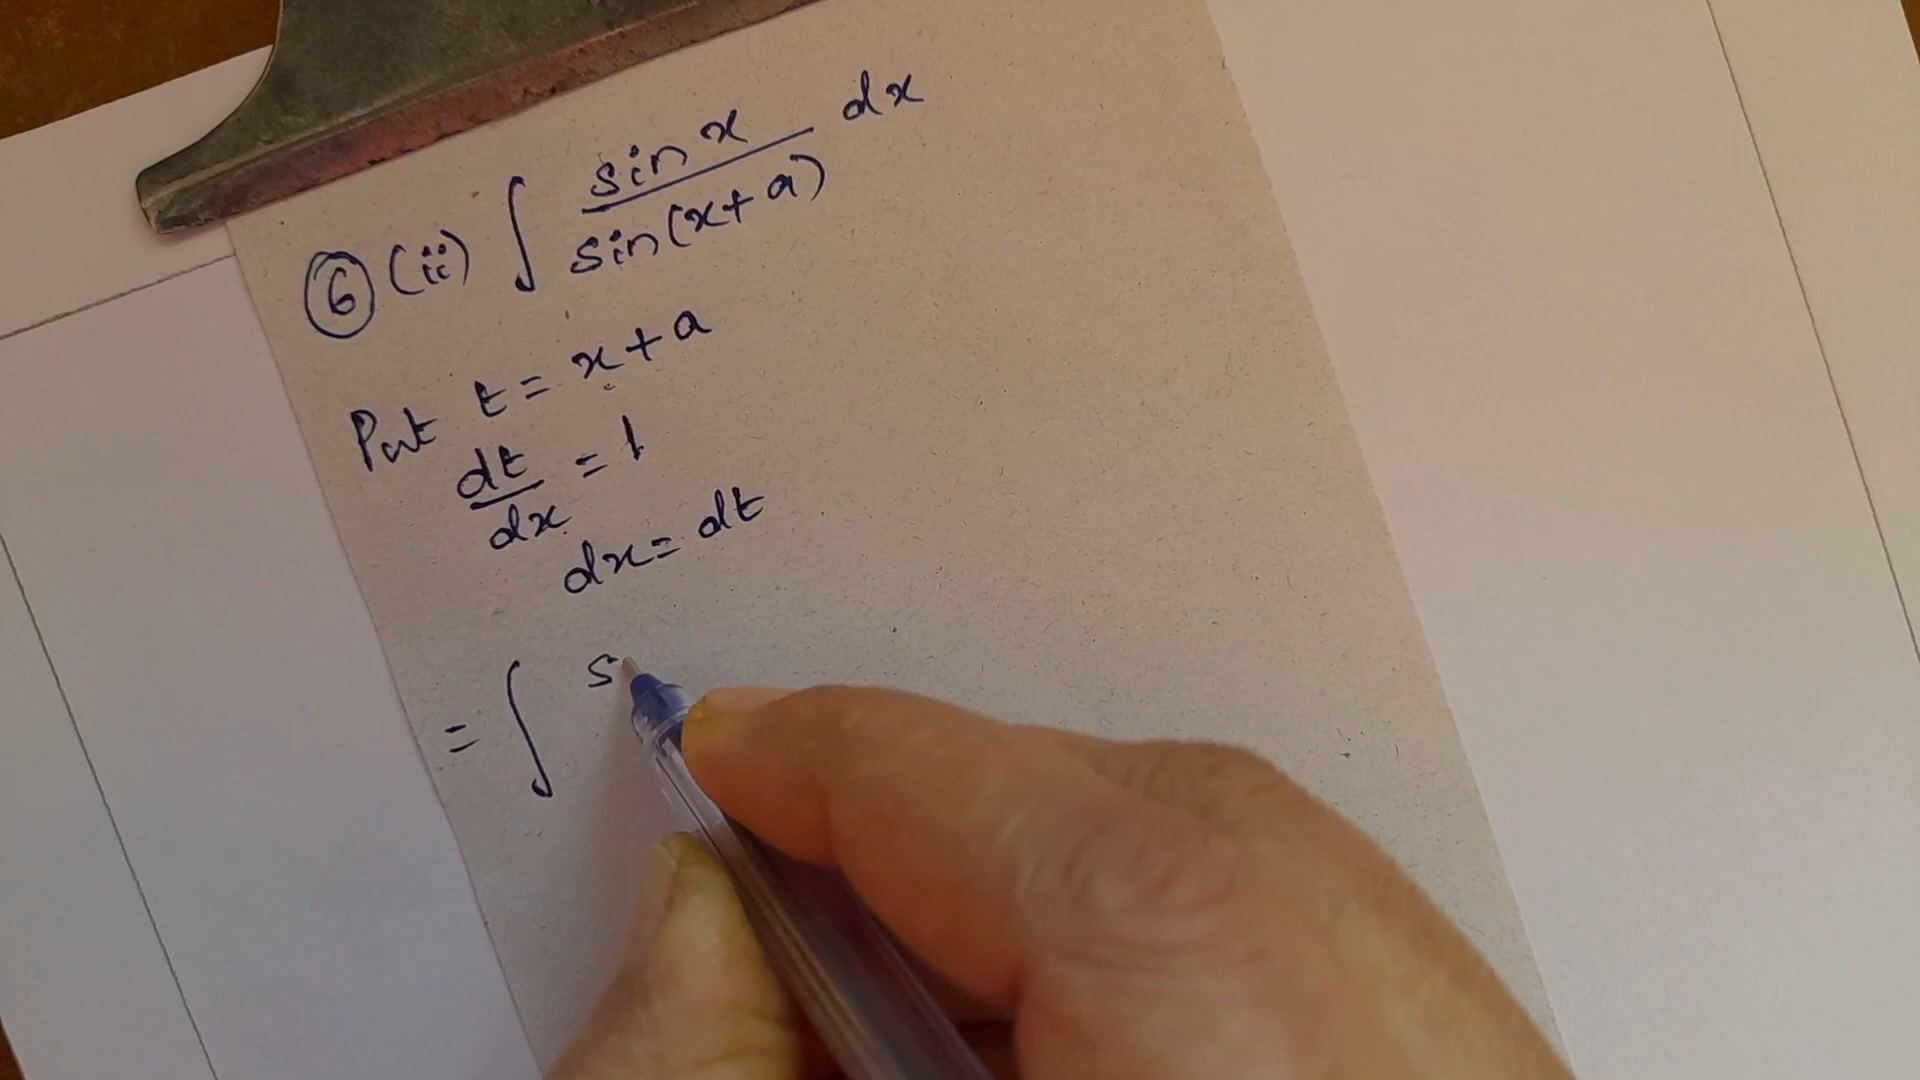 ⑥ (ii) ∫ sin x / sin(x+a) dx
Put t = x + a
dt/dx = 1
dx = dt
= ∫ s